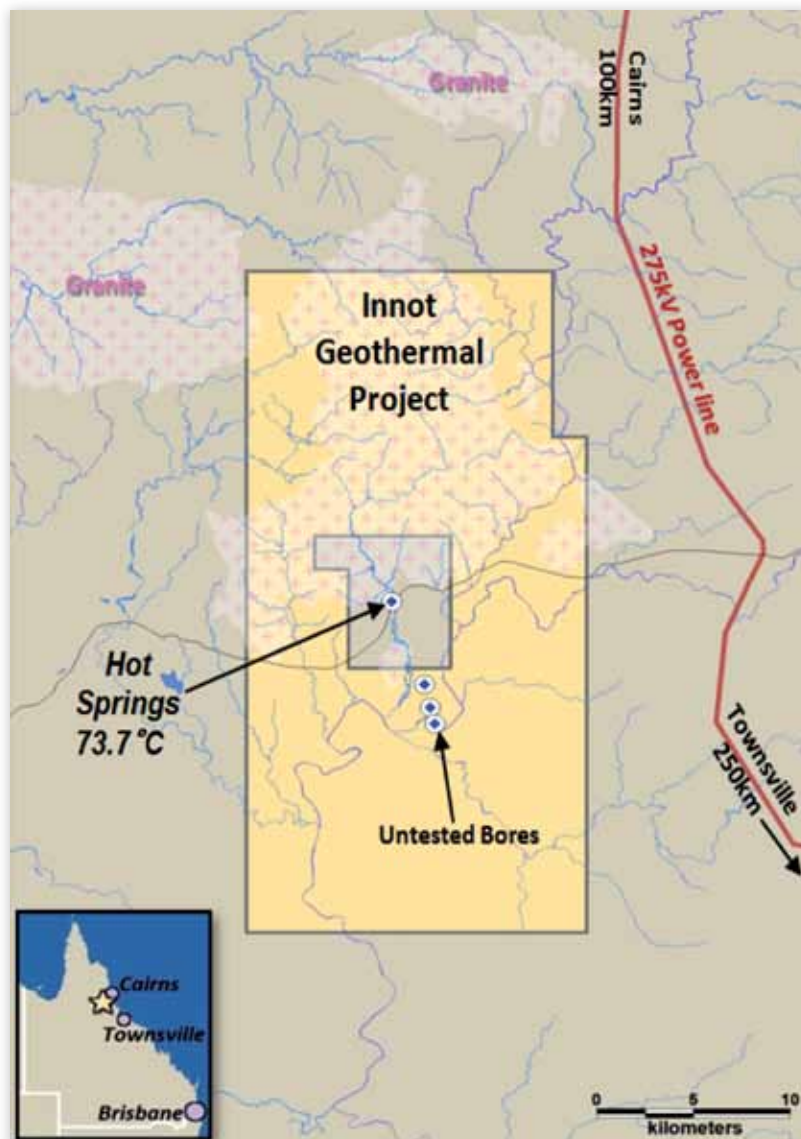 Granite
Cairns
100km
Granite
275kV Power line
Innot
Geothermal
Project
Hot
Springs
73.7°C
Untested Bores
Townsville
250km
Cairns
Townsville
Brisbane
0 5 10
kilometers